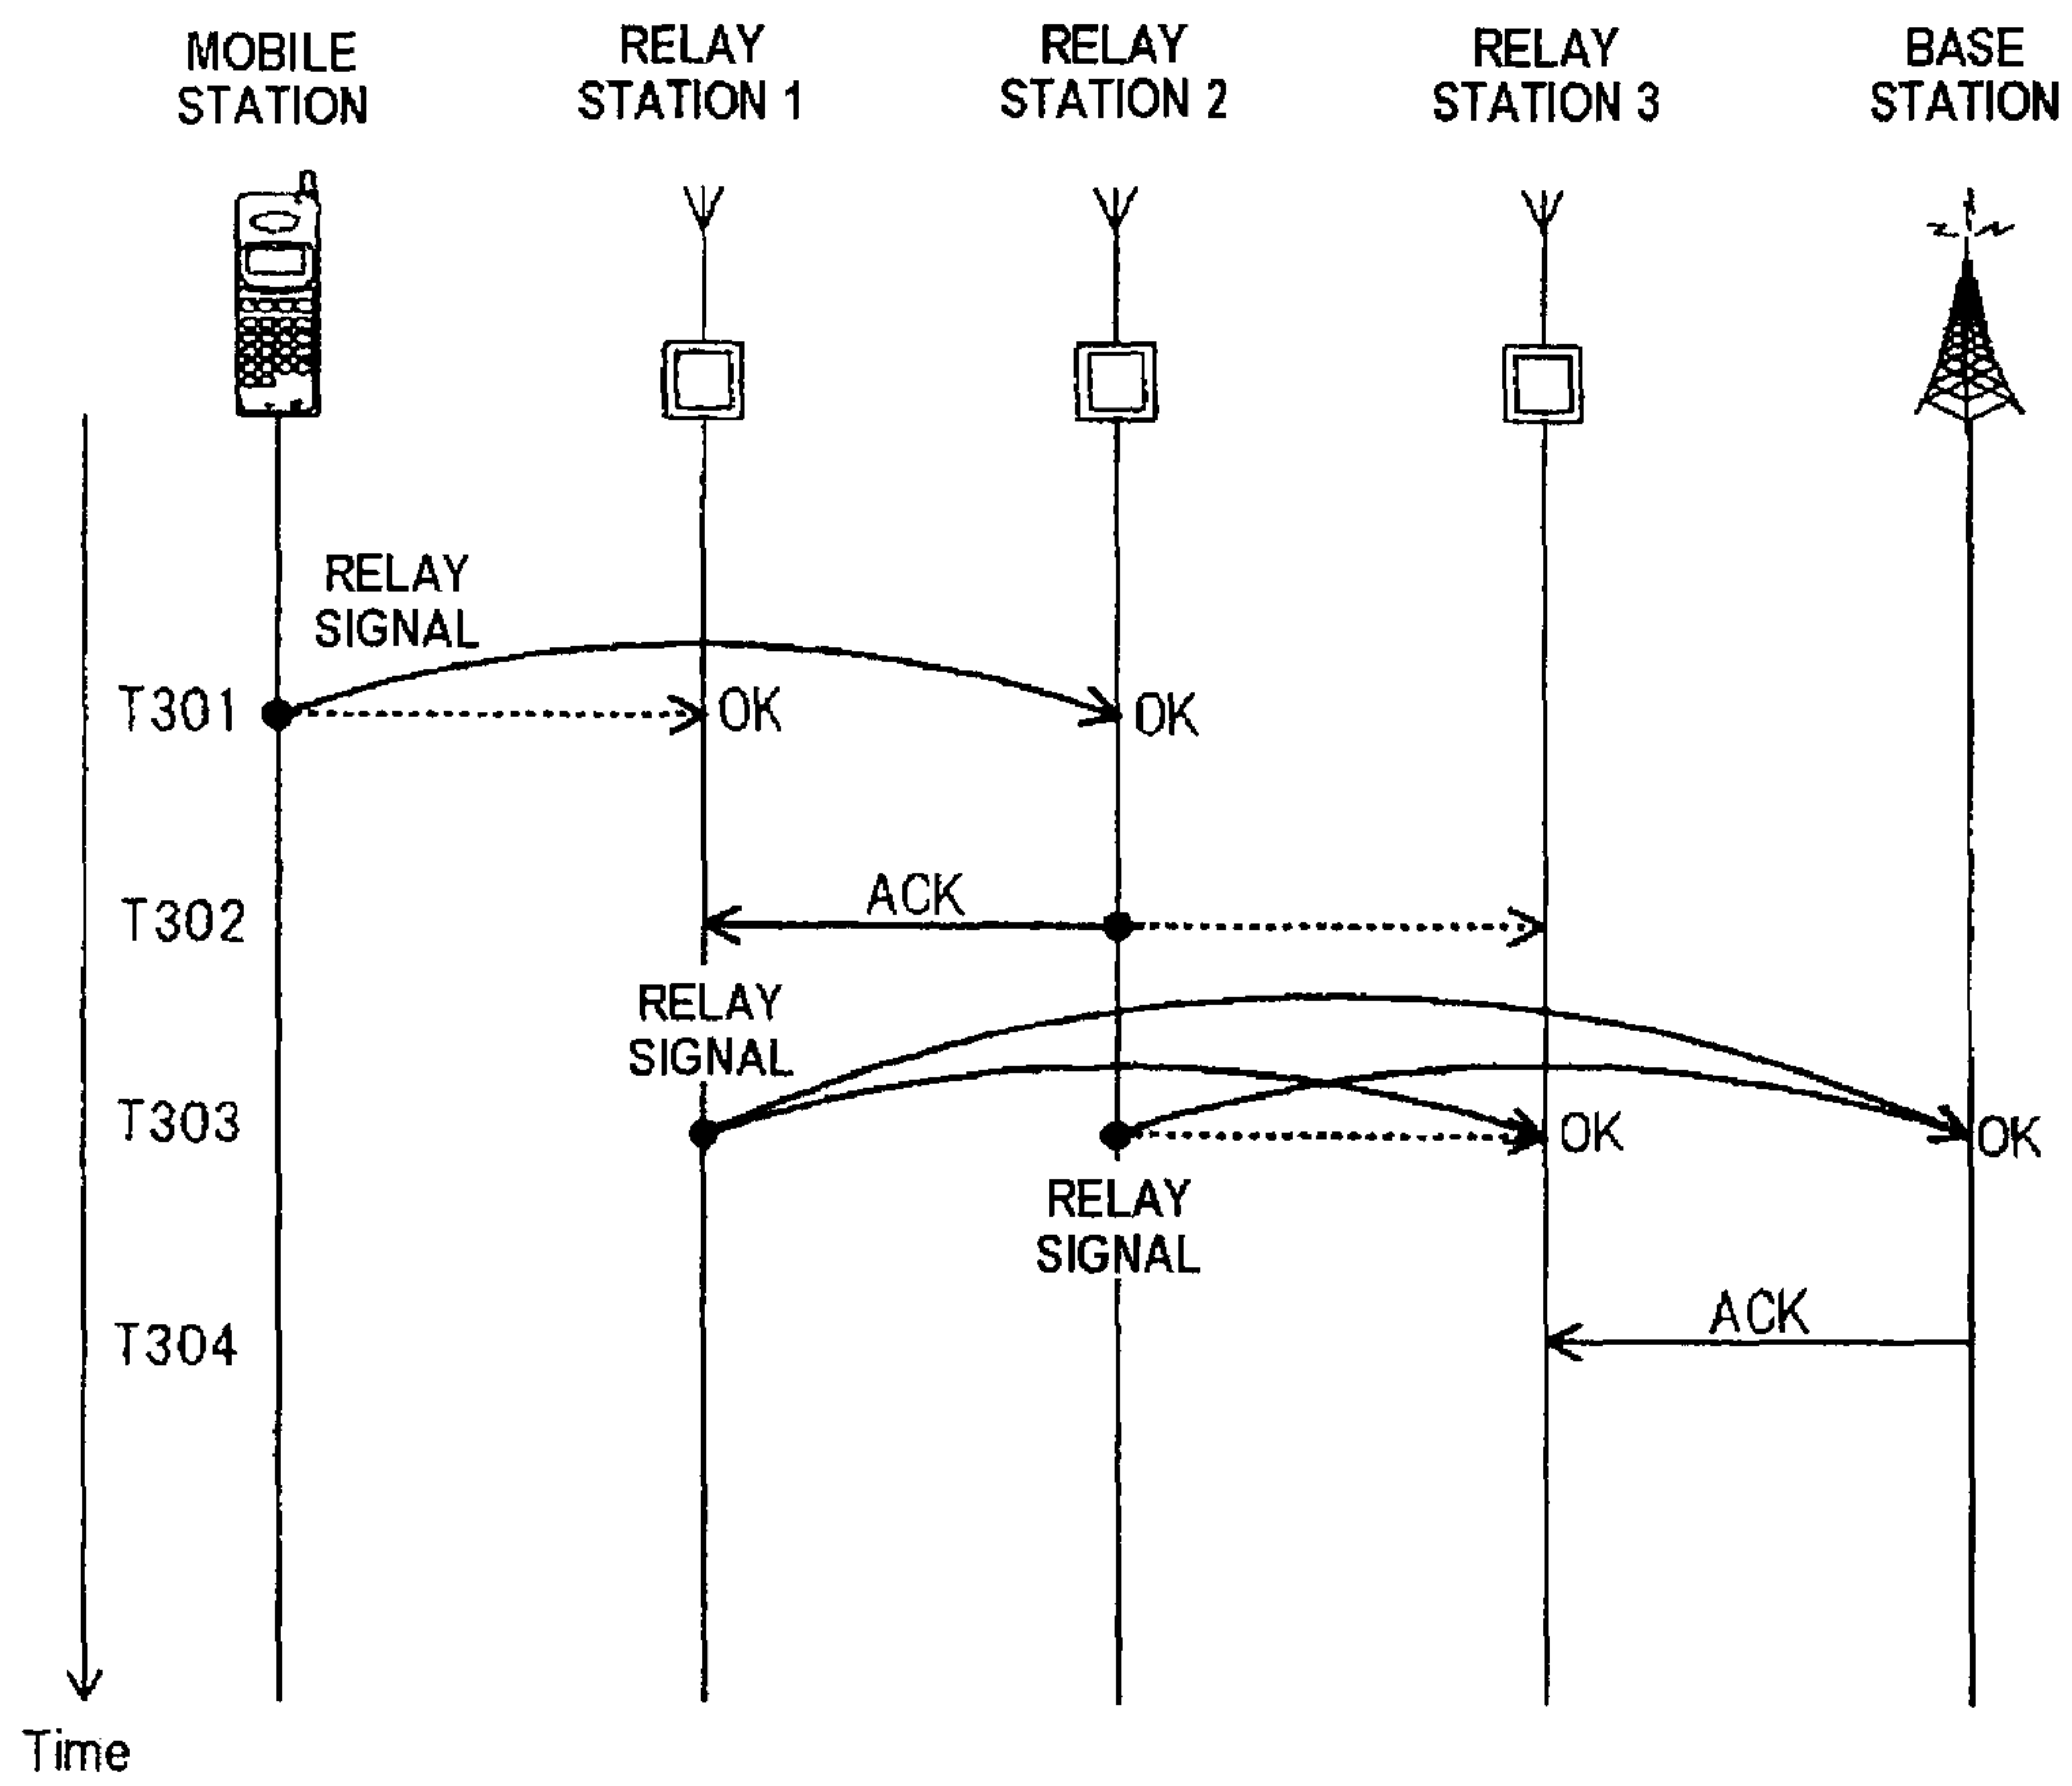 MOBILE
STATION
RELAY
STATION 1
RELAY
STATION 2
RELAY
STATION 3
BASE
STATION
RELAY
SIGNAL
T301
OK
OK
T302
ACK
RELAY
SIGNAL
T303
OK
OK
RELAY
SIGNAL
T304
ACK
Time